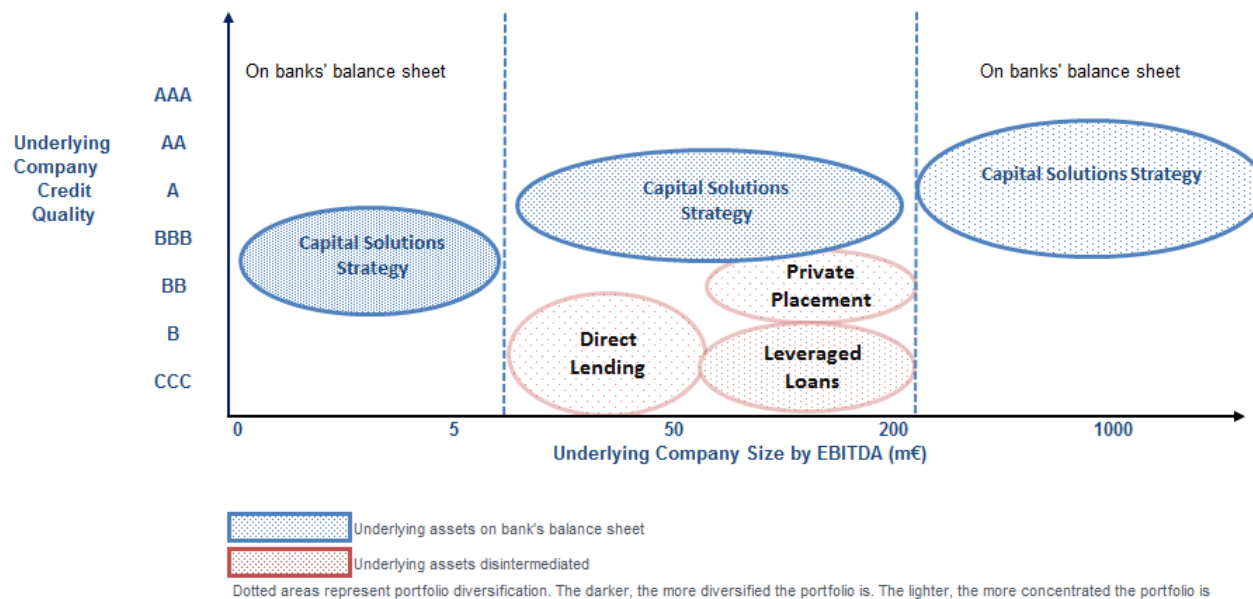 On banks' balance sheet
On banks' balance sheet
AAA
AA
A
BBB
BB
B
CCC
Underlying
Company
Credit
Quality
Capital Solutions
Strategy
Capital Solutions
Strategy
Capital Solutions Strategy
Private
Placement
Direct
Lending
Leveraged
Loans
0
5
50
200
1000
Underlying Company Size by EBITDA (m€)
Underlying assets on bank's balance sheet
Underlying assets disintermediated
Dotted areas represent portfolio diversification. The darker, the more diversified the portfolio is. The lighter, the more concentrated the portfolio is